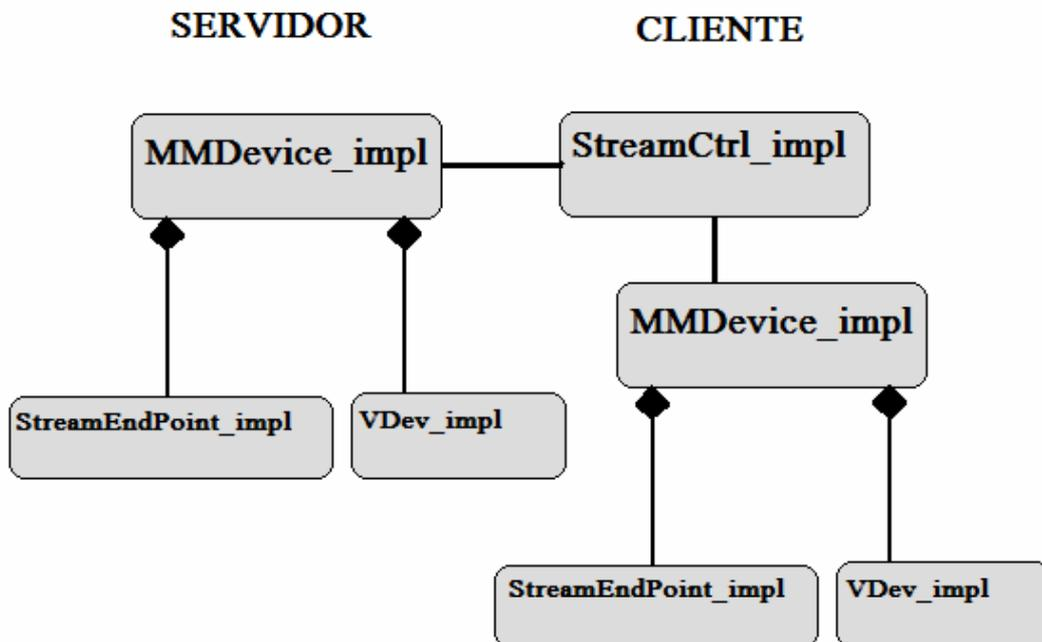 SERVIDOR
CLIENTE
MMDevice_impl
StreamCtrl_impl
MMDevice_impl
StreamEndPoint_impl
VDev_impl
StreamEndPoint_impl
VDev_impl